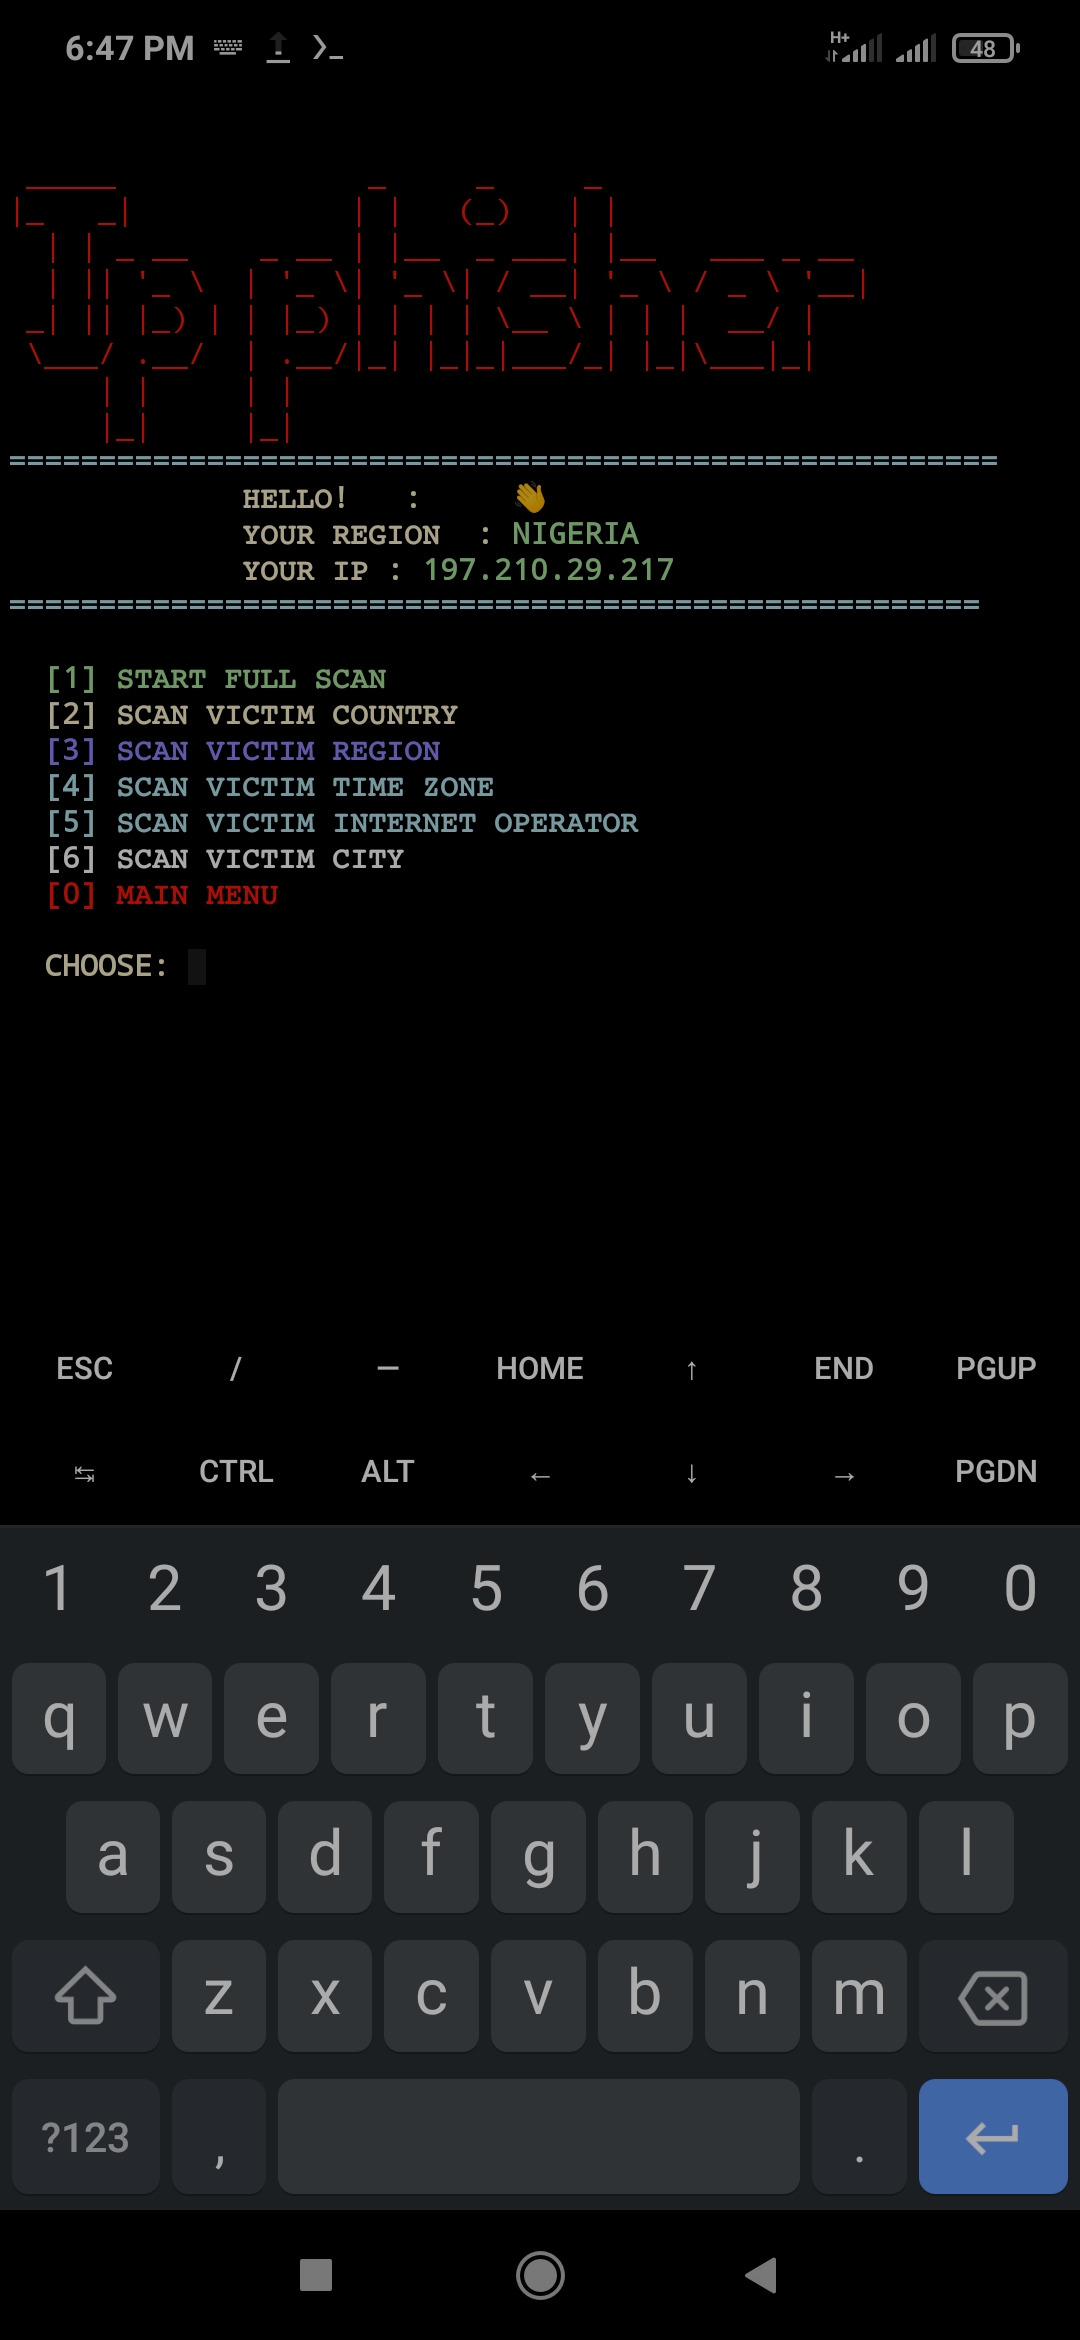 6:47 PM H+ 48
Ip phisher
=======================================================
HELLO! : 👋
YOUR REGION : NIGERIA
YOUR IP : 197.210.29.217
======================================================
[1] START FULL SCAN
[2] SCAN VICTIM COUNTRY
[3] SCAN VICTIM REGION
[4] SCAN VICTIM TIME ZONE
[5] SCAN VICTIM INTERNET OPERATOR
[6] SCAN VICTIM CITY
[0] MAIN MENU
CHOOSE:
ESC / — HOME ↑ END PGUP
↹ CTRL ALT ← ↓ → PGDN
1 2 3 4 5 6 7 8 9 0
q w e r t y u i o p
a s d f g h j k l
z x c v b n m
?123 , .